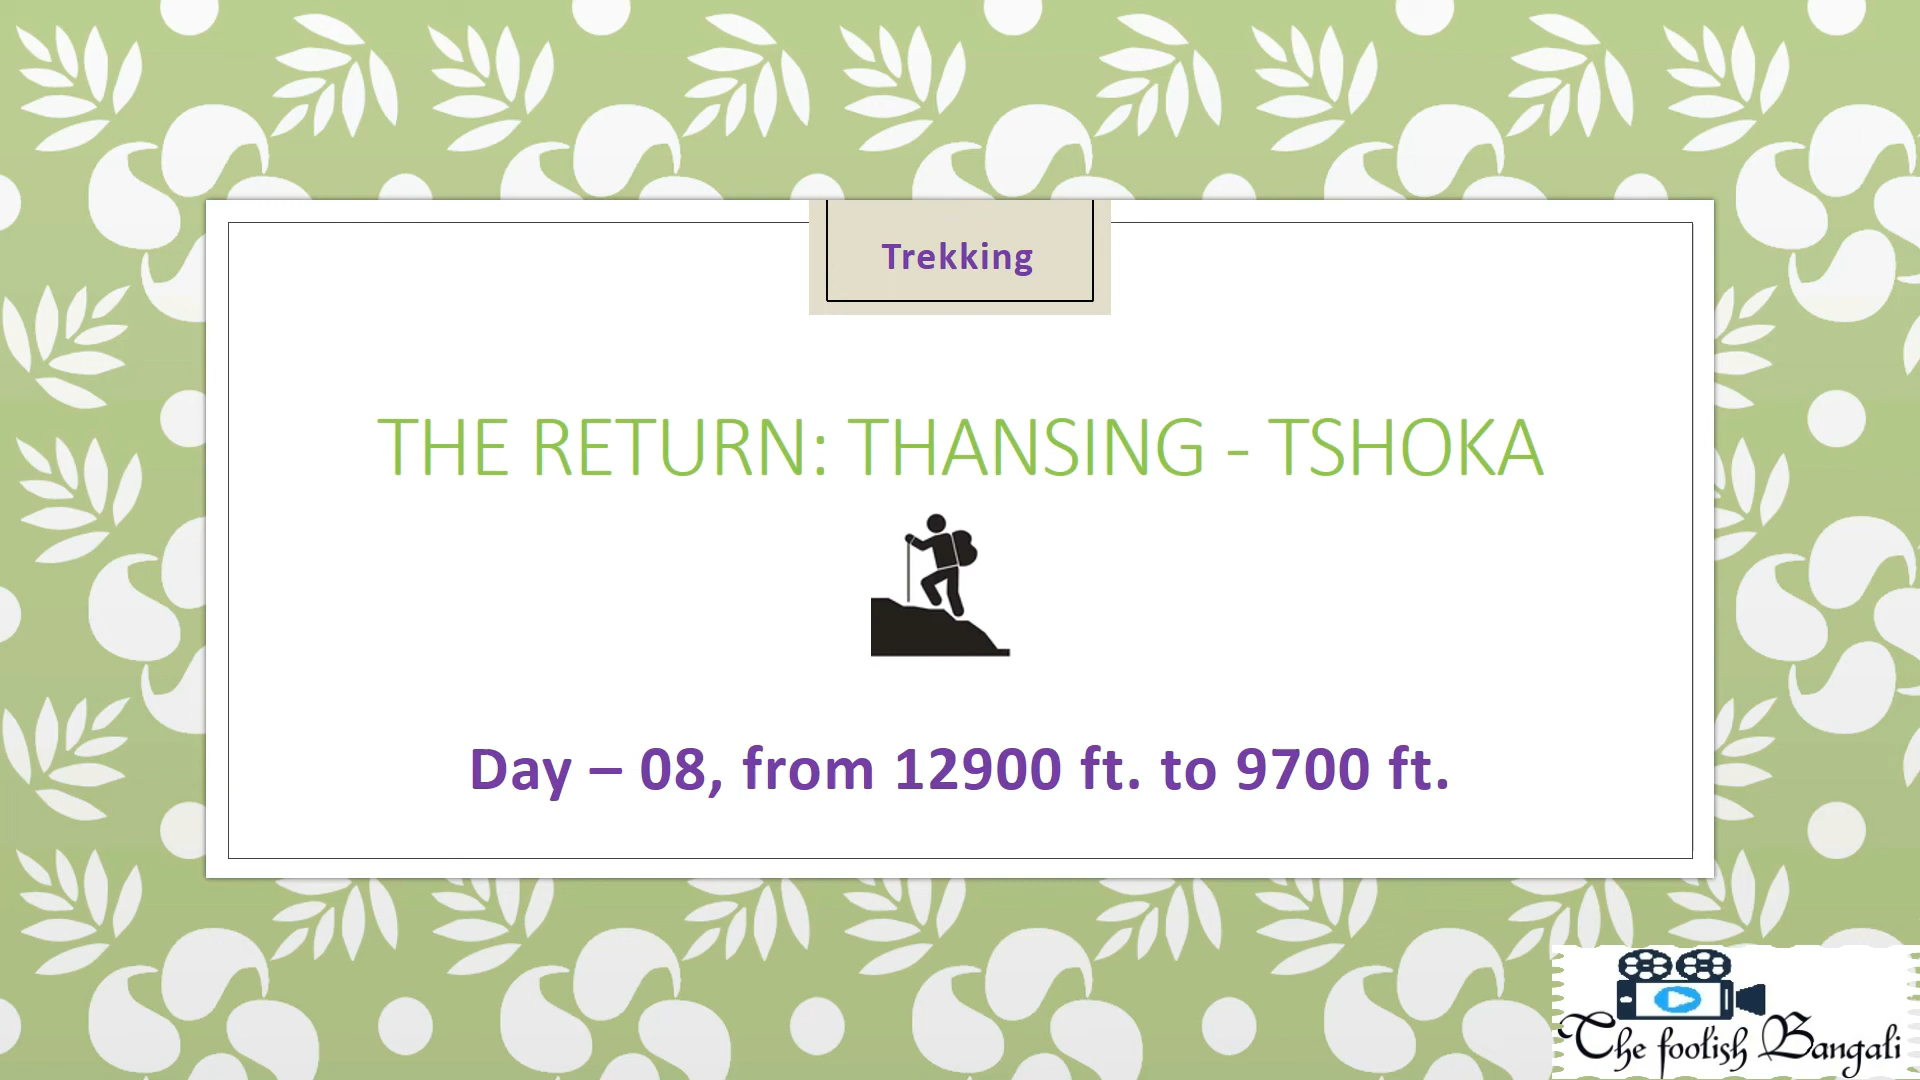 Trekking
THE RETURN: THANSING - TSHOKA
Day – 08, from 12900 ft. to 9700 ft.
The foolish Bangali